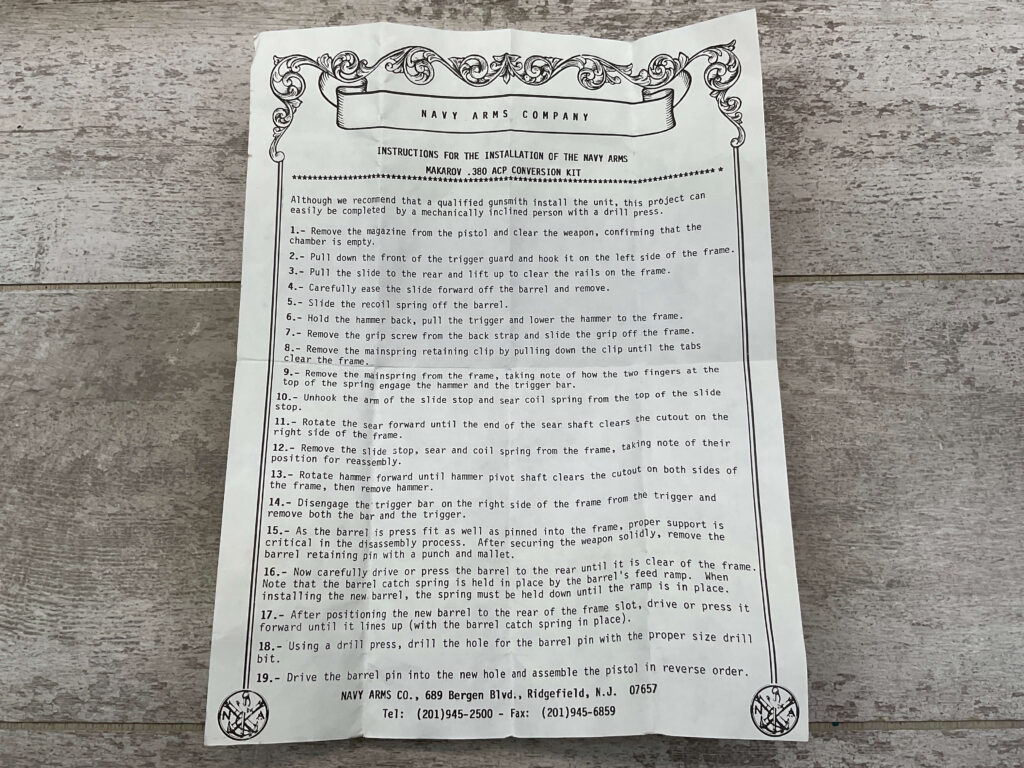 NAVY ARMS COMPANY
INSTRUCTIONS FOR THE INSTALLATION OF THE NAVY ARMS
MAKAROV .380 ACP CONVERSION KIT
Although we recommend that a qualified gunsmith install the unit, this project can
easily be completed by a mechanically inclined person with a drill press.
1.- Remove the magazine from the pistol and clear the weapon, confirming that the
chamber is empty.
2.- Pull down the front of the trigger guard and hook it on the left side of the frame.
3.- Pull the slide to the rear and lift up to clear the rails on the frame.
4.- Carefully ease the slide forward off the barrel and remove.
5.- Slide the recoil spring off the barrel.
6.- Hold the hammer back, pull the trigger and lower the hammer to the frame.
7.- Remove the grip screw from the back strap and slide the grip off the frame.
8.- Remove the mainspring retaining clip by pulling down the clip until the tabs
clear the frame.
9.- Remove the mainspring from the frame, taking note of how the two fingers at the
top of the spring engage the hammer and the trigger bar.
10.- Unhook the arm of the slide stop and sear coil spring from the top of the slide
stop.
11.- Rotate the sear forward until the end of the sear shaft clears the cutout on the
right side of the frame.
12.- Remove the slide stop, sear and coil spring from the frame, taking note of their
position for reassembly.
13.- Rotate hammer forward until hammer pivot shaft clears the cutout on both sides of
the frame, then remove hammer.
14.- Disengage the trigger bar on the right side of the frame from the trigger and
remove both the bar and the trigger.
15.- As the barrel is press fit as well as pinned into the frame, proper support is
critical in the disassembly process. After securing the weapon solidly, remove the
barrel retaining pin with a punch and mallet.
16.- Now carefully drive or press the barrel to the rear until it is clear of the frame.
Note that the barrel catch spring is held in place by the barrel's feed ramp. When
installing the new barrel, the spring must be held down until the ramp is in place.
17.- After positioning the new barrel to the rear of the frame slot, drive or press it
forward until it lines up (with the barrel catch spring in place).
18.- Using a drill press, drill the hole for the barrel pin with the proper size drill
bit.
19.- Drive the barrel pin into the new hole and assemble the pistol in reverse order.
NAVY ARMS CO., 689 Bergen Blvd., Ridgefield, N.J. 07657
Tel: (201)945-2500 - Fax: (201)945-6859
N A
N A